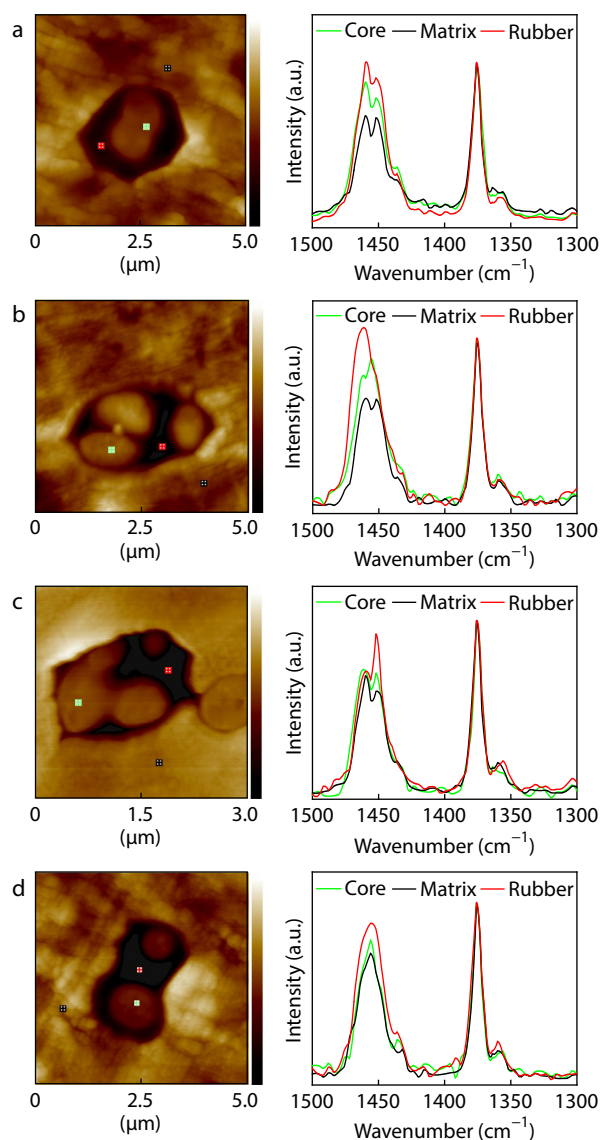 a
Core Matrix Rubber
Intensity (a.u.)
0 2.5 5.0
(μm)
1500 1450 1400 1350 1300
Wavenumber (cm⁻¹)
b
Core Matrix Rubber
Intensity (a.u.)
0 2.5 5.0
(μm)
1500 1450 1400 1350 1300
Wavenumber (cm⁻¹)
c
Core Matrix Rubber
Intensity (a.u.)
0 1.5 3.0
(μm)
1500 1450 1400 1350 1300
Wavenumber (cm⁻¹)
d
Core Matrix Rubber
Intensity (a.u.)
0 2.5 5.0
(μm)
1500 1450 1400 1350 1300
Wavenumber (cm⁻¹)